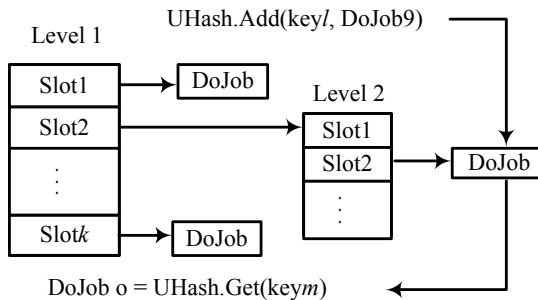 UHash.Add(keyl, DoJob9)
Level 1
Slot1
DoJob
Level 2
Slot2
Slot1
Slot2
DoJob
⋮
⋮
Slotk
DoJob
DoJob o = UHash.Get(keym)